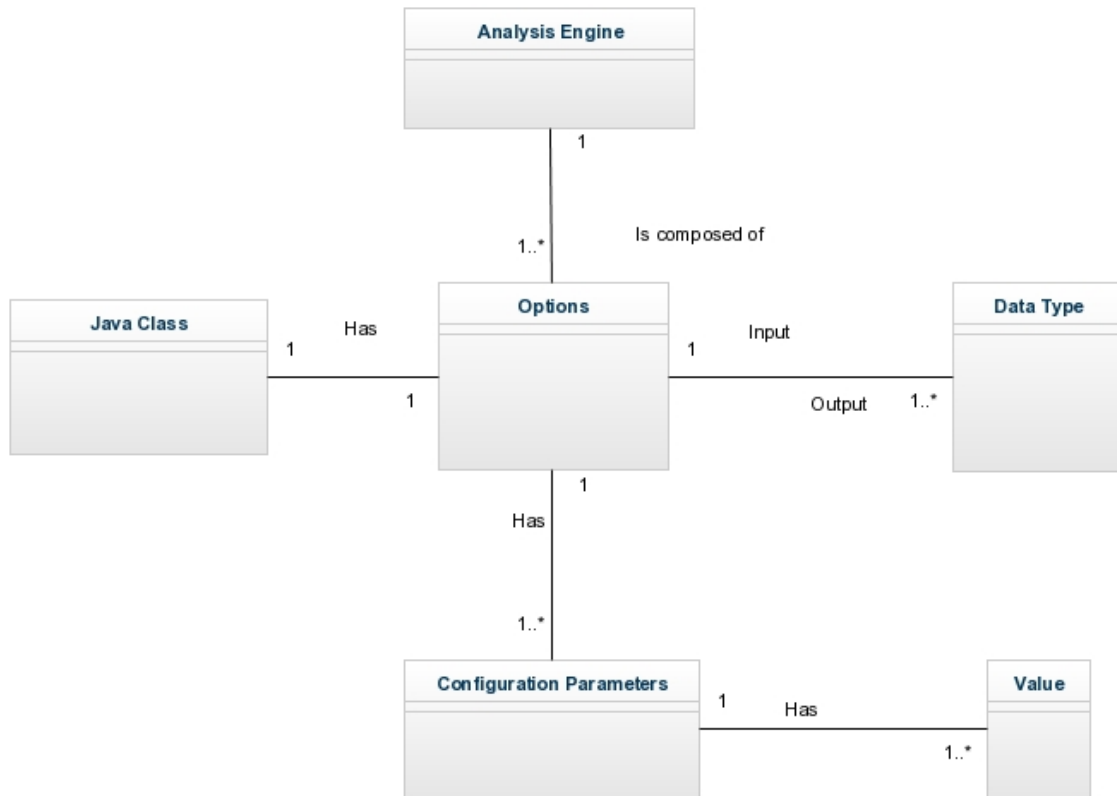 Analysis Engine
1
Is composed of
1..*
Java Class
Has
1
1
Options
1
Input
Output
1..*
Data Type
1
Has
1..*
Configuration Parameters
1
Has
1..*
Value